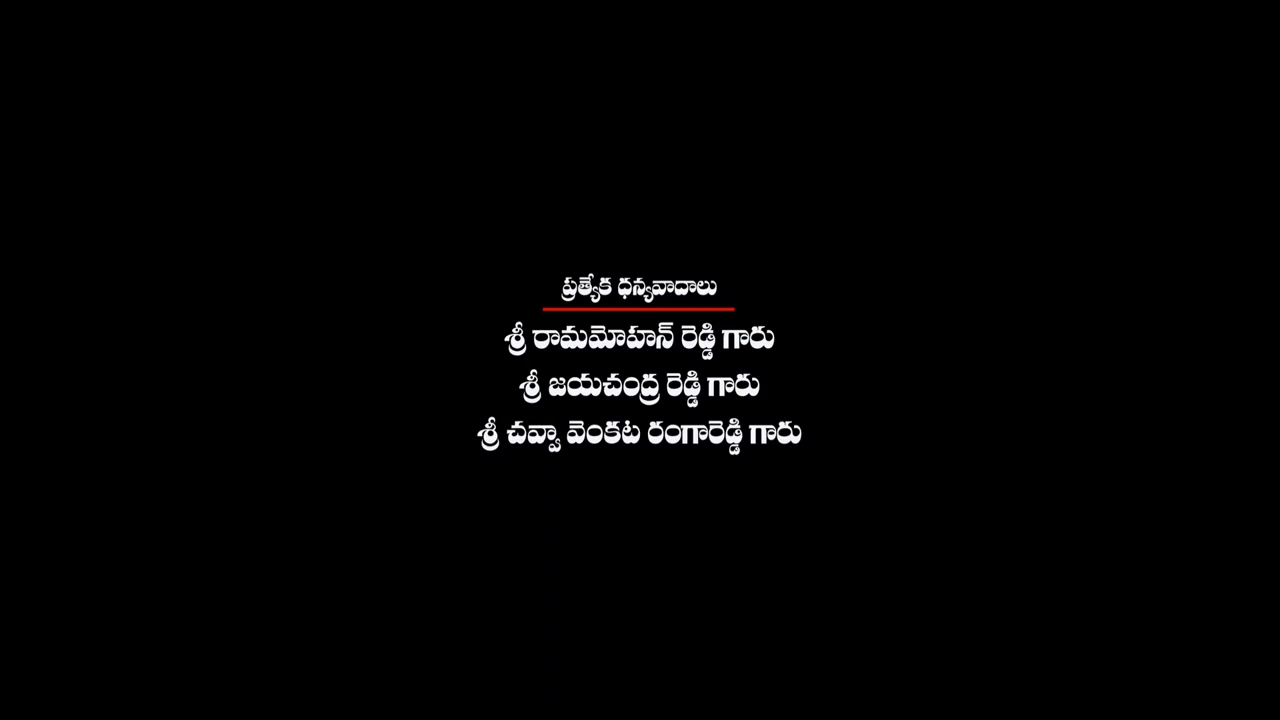 ప్రత్యేక ధన్యవాదాలు
శ్రీ రామమోహన్ రెడ్డి గారు
శ్రీ జయచంద్ర రెడ్డి గారు
శ్రీ చవ్వా వెంకట రంగారెడ్డి గారు